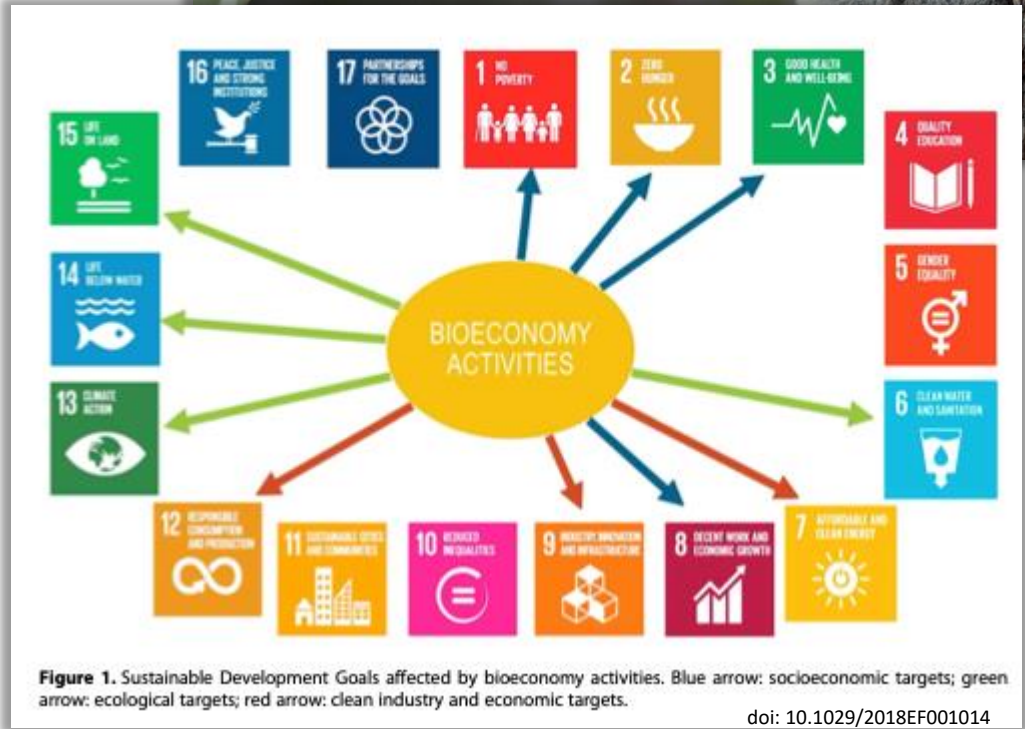 16 PEACE, JUSTICE
AND STRONG
INSTITUTIONS
17 PARTNERSHIPS
FOR THE GOALS
1 NO
POVERTY
2 ZERO
HUNGER
3 GOOD HEALTH
AND WELL-BEING
15 LIFE
ON LAND
4 QUALITY
EDUCATION
14 LIFE
BELOW WATER
5 GENDER
EQUALITY
BIOECONOMY
ACTIVITIES
13 CLIMATE
ACTION
6 CLEAN WATER
AND SANITATION
12 RESPONSIBLE
CONSUMPTION
AND PRODUCTION
11 SUSTAINABLE CITIES
AND COMMUNITIES
10 REDUCED
INEQUALITIES
9 INDUSTRY, INNOVATION
AND INFRASTRUCTURE
8 DECENT WORK AND
ECONOMIC GROWTH
7 AFFORDABLE AND
CLEAN ENERGY
Figure 1. Sustainable Development Goals affected by bioeconomy activities. Blue arrow: socioeconomic targets; green
arrow: ecological targets; red arrow: clean industry and economic targets.
doi: 10.1029/2018EF001014